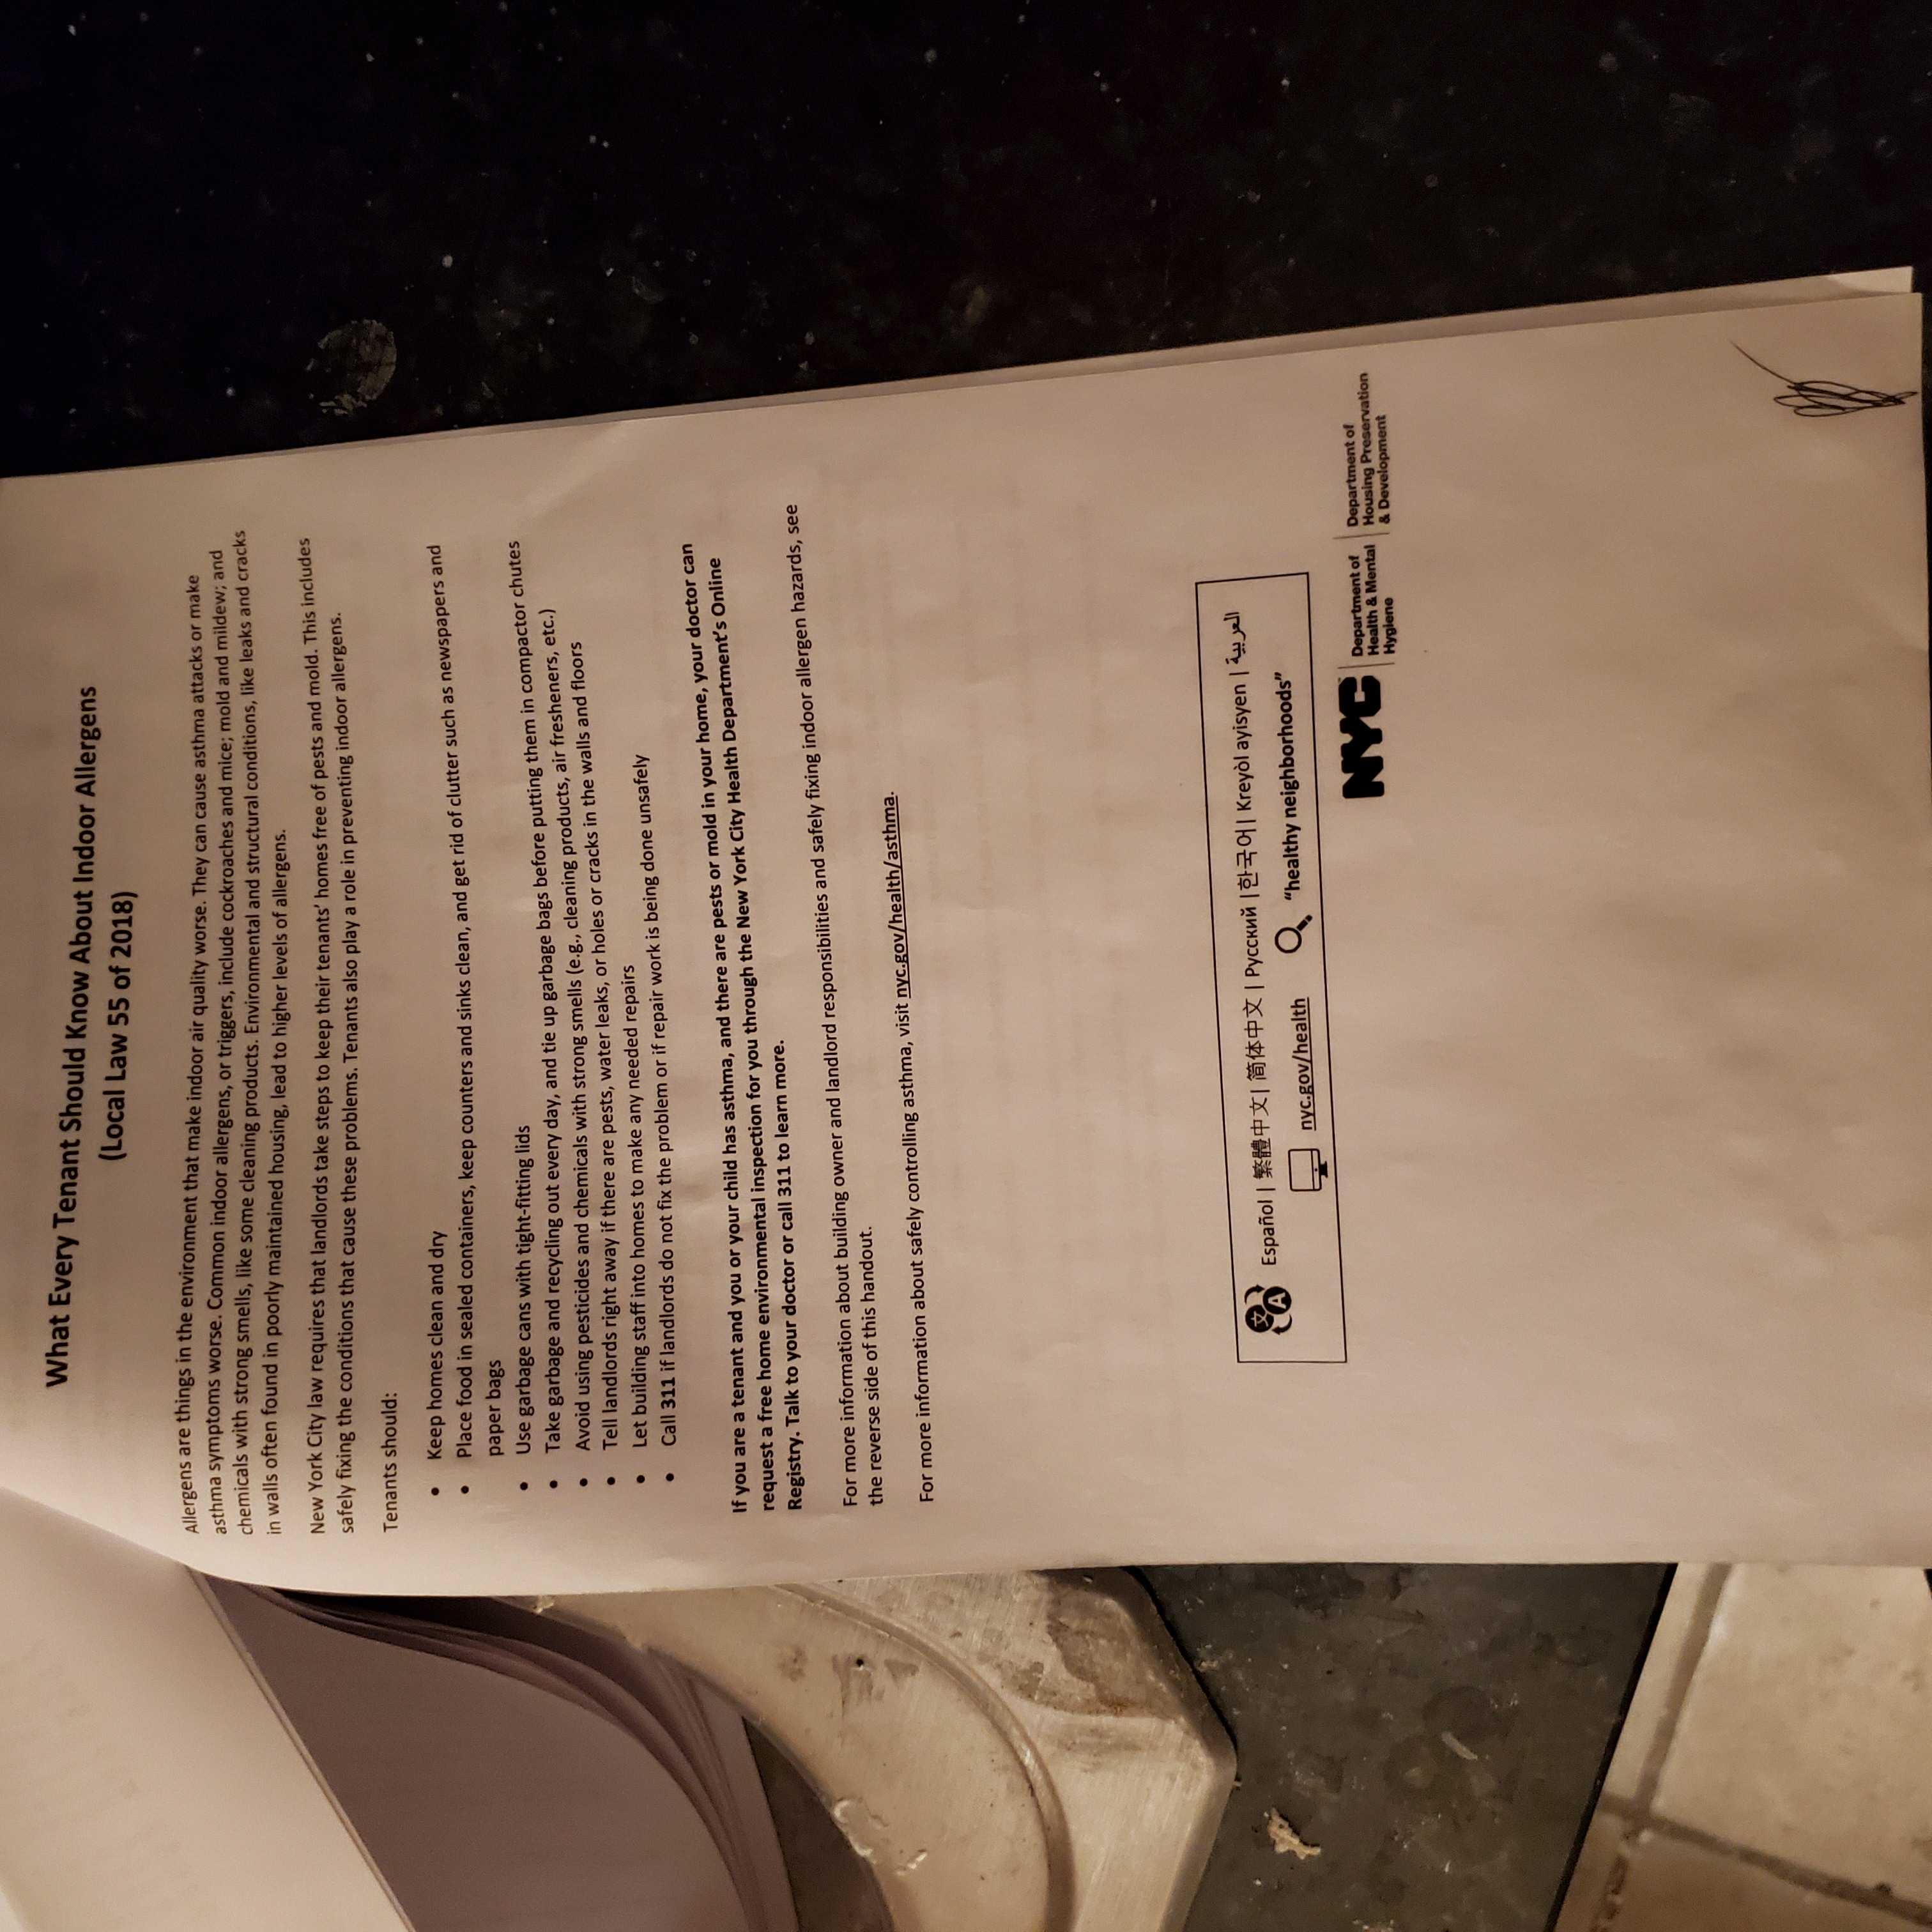 What Every Tenant Should Know About Indoor Allergens
(Local Law 55 of 2018)
Allergens are things in the environment that make indoor air quality worse. They can cause asthma attacks or make
asthma symptoms worse. Common indoor allergens, or triggers, include cockroaches and mice; mold and mildew; and
chemicals with strong smells, like some cleaning products. Environmental and structural conditions, like leaks and cracks
in walls often found in poorly maintained housing, lead to higher levels of allergens.
New York City law requires that landlords take steps to keep their tenants' homes free of pests and mold. This includes
safely fixing the conditions that cause these problems. Tenants also play a role in preventing indoor allergens.
Tenants should:
• Keep homes clean and dry
• Place food in sealed containers, keep counters and sinks clean, and get rid of clutter such as newspapers and
paper bags
• Use garbage cans with tight-fitting lids
• Take garbage and recycling out every day, and tie up garbage bags before putting them in compactor chutes
• Avoid using pesticides and chemicals with strong smells (e.g., cleaning products, air fresheners, etc.)
• Tell landlords right away if there are pests, water leaks, or holes or cracks in the walls and floors
• Let building staff into homes to make any needed repairs
• Call 311 if landlords do not fix the problem or if repair work is being done unsafely
If you are a tenant and you or your child has asthma, and there are pests or mold in your home, your doctor can
request a free home environmental inspection for you through the New York City Health Department's Online
Registry. Talk to your doctor or call 311 to learn more.
For more information about building owner and landlord responsibilities and safely fixing indoor allergen hazards, see
the reverse side of this handout.
For more information about safely controlling asthma, visit nyc.gov/health/asthma.
文 A Español | 繁體中文 | 简体中文 | Русский | 한국어 | Kreyòl ayisyen | العربية
nyc.gov/health "healthy neighborhoods"
NYC
Department of
Health & Mental
Hygiene
Department of
Housing Preservation
& Development